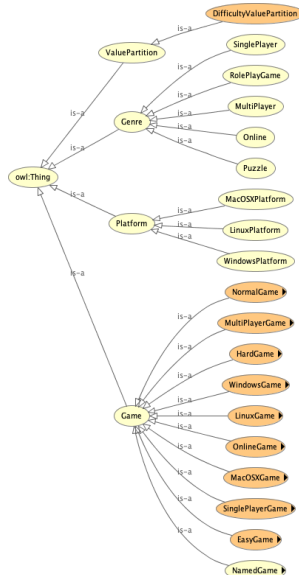 DifficultyValuePartition
is-a
SinglePlayer
ValuePartition
is-a
RolePlayGame
is-a
is-a
Genre
is-a
MultiPlayer
is-a
is-a
Online
is-a
Puzzle
owl:Thing
is-a
MacOSXPlatform
is-a
Platform
is-a
LinuxPlatform
is-a
WindowsPlatform
is-a
NormalGame
is-a
MultiPlayerGame
is-a
HardGame
is-a
WindowsGame
is-a
Game
is-a
LinuxGame
is-a
OnlineGame
is-a
MacOSXGame
is-a
SinglePlayerGame
is-a
EasyGame
is-a
NamedGame